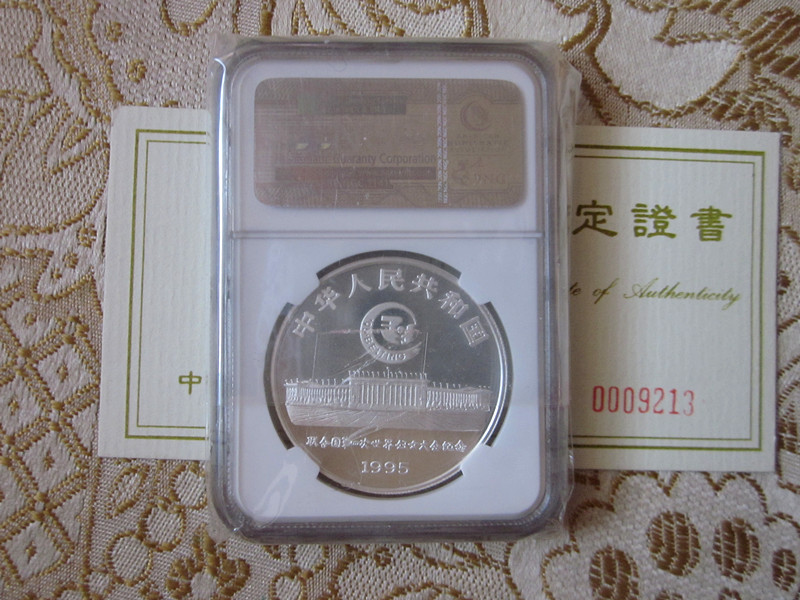 Guaranty Corporation
定證書
of Authenticity
中
0009213
中华人民共和国
BEIJING
联合国第四次世界妇女大会纪念
1995